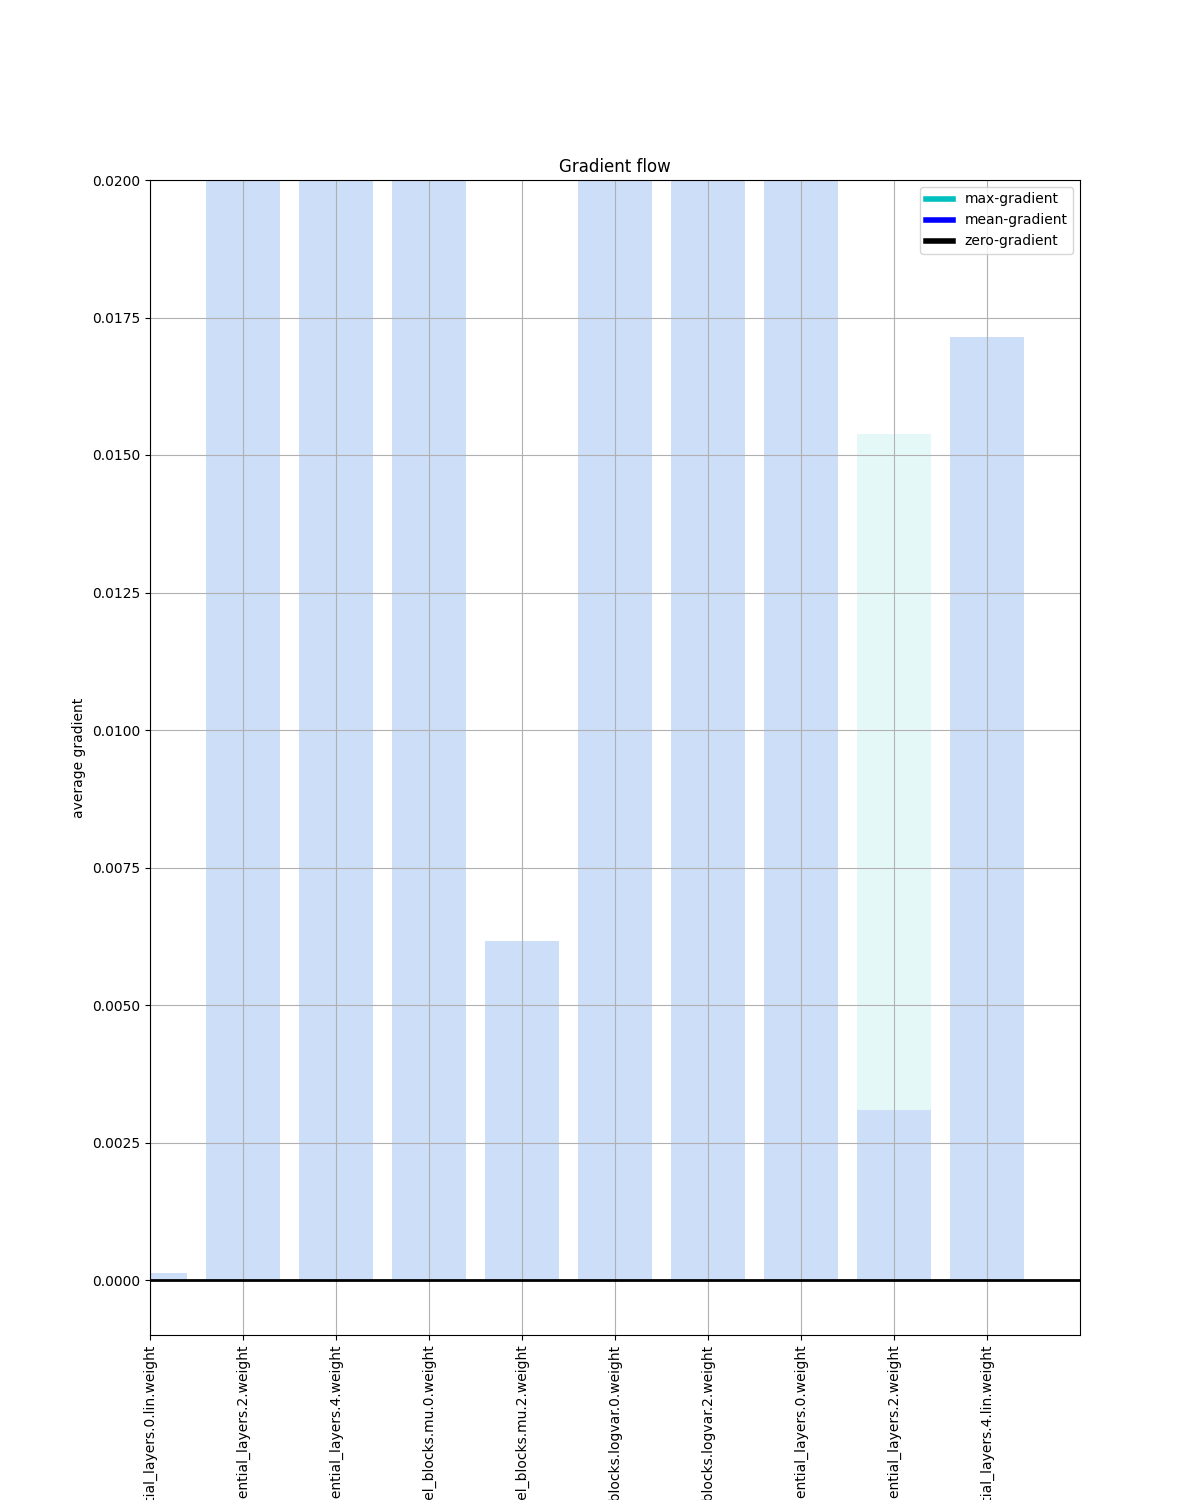 Gradient flow
max-gradient
mean-gradient
zero-gradient
0.0200
0.0175
0.0150
0.0125
0.0100
0.0075
0.0050
0.0025
0.0000
average gradient
tial_layers.0.lin.weight
ential_layers.2.weight
ential_layers.4.weight
el_blocks.mu.0.weight
el_blocks.mu.2.weight
blocks.logvar.0.weight
blocks.logvar.2.weight
ential_layers.0.weight
ential_layers.2.weight
tial_layers.4.lin.weight